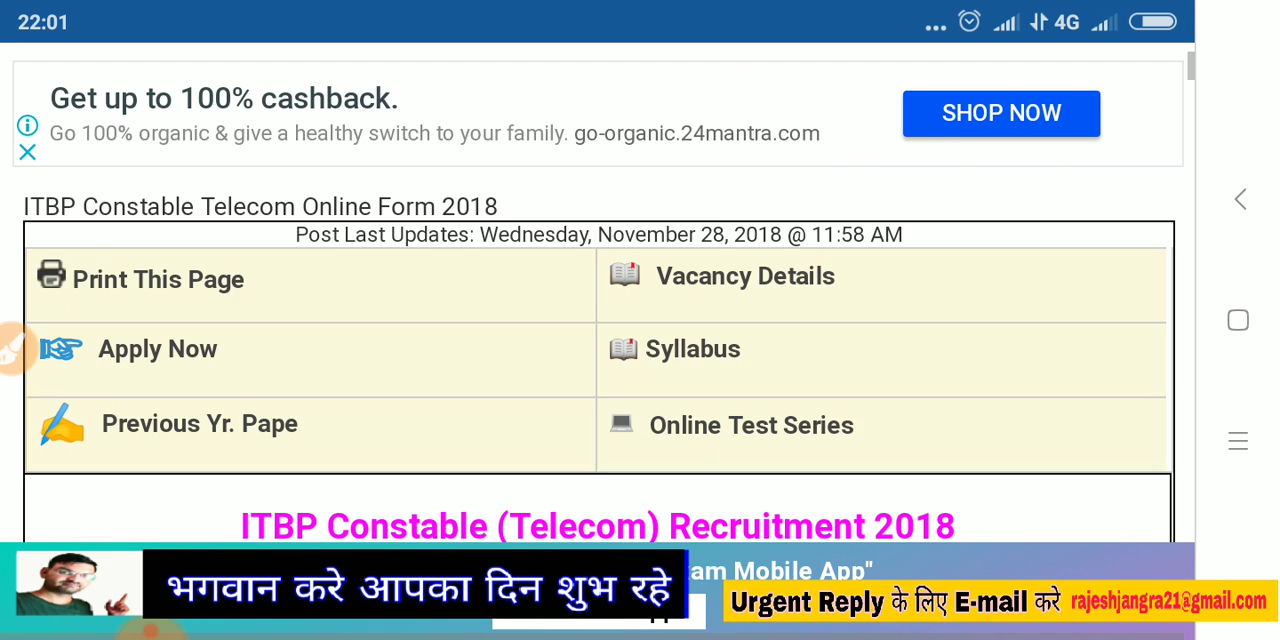 22:01
4G
Get up to 100% cashback.
Go 100% organic & give a healthy switch to your family. go-organic.24mantra.com
SHOP NOW
ITBP Constable Telecom Online Form 2018
Post Last Updates: Wednesday, November 28, 2018 @ 11:58 AM
Print This Page
Vacancy Details
Apply Now
Syllabus
Previous Yr. Pape
Online Test Series
ITBP Constable (Telecom) Recruitment 2018
Mobile App"
भगवान करे आपका दिन शुभ रहे
Urgent Reply के लिए E-mail करे rajeshjangra21@gmail.com